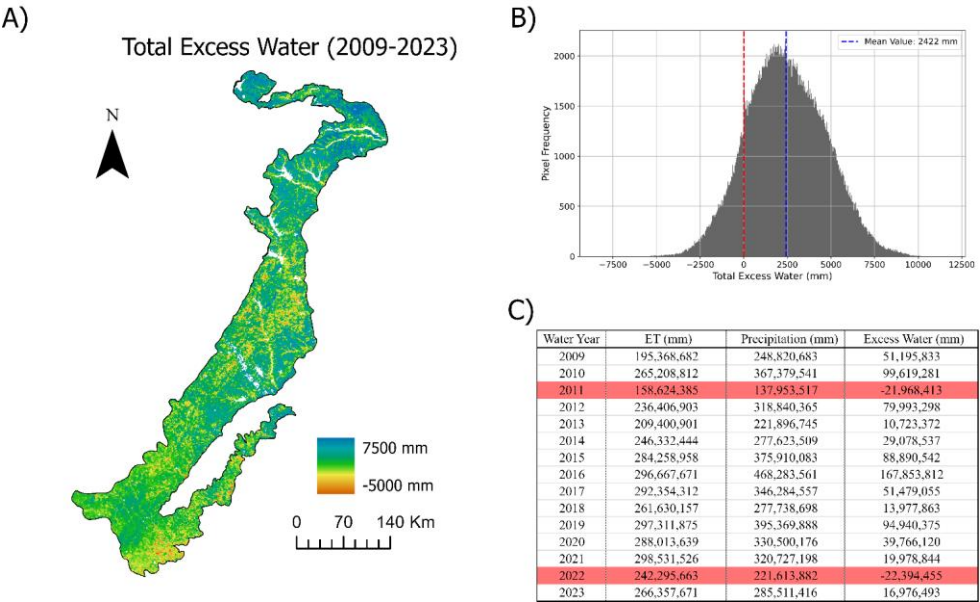 A)
Total Excess Water (2009-2023)
N
7500 mm
-5000 mm
0 70 140 Km
B)
Mean Value: 2422 mm
2000
1500
1000
500
0
Pixel Frequency
−7500 −5000 −2500 0 2500 5000 7500 10000 12500
Total Excess Water (mm)
C)
Water Year ET (mm) Precipitation (mm) Excess Water (mm)
2009 195,368,682 248,820,683 51,195,833
2010 265,208,812 367,379,541 99,619,281
2011 158,624,385 137,953,517 -21,968,413
2012 236,406,903 318,840,365 79,993,298
2013 209,400,901 221,896,745 10,723,372
2014 246,332,444 277,623,509 29,078,537
2015 284,258,958 375,910,083 88,890,542
2016 296,667,671 468,283,561 167,853,812
2017 292,354,312 346,284,557 51,479,055
2018 261,630,157 277,738,698 13,977,863
2019 297,311,875 395,369,888 94,940,375
2020 288,013,639 330,500,176 39,766,120
2021 298,531,526 320,727,198 19,978,844
2022 242,295,663 221,613,882 -22,394,455
2023 266,357,671 285,511,416 16,976,493